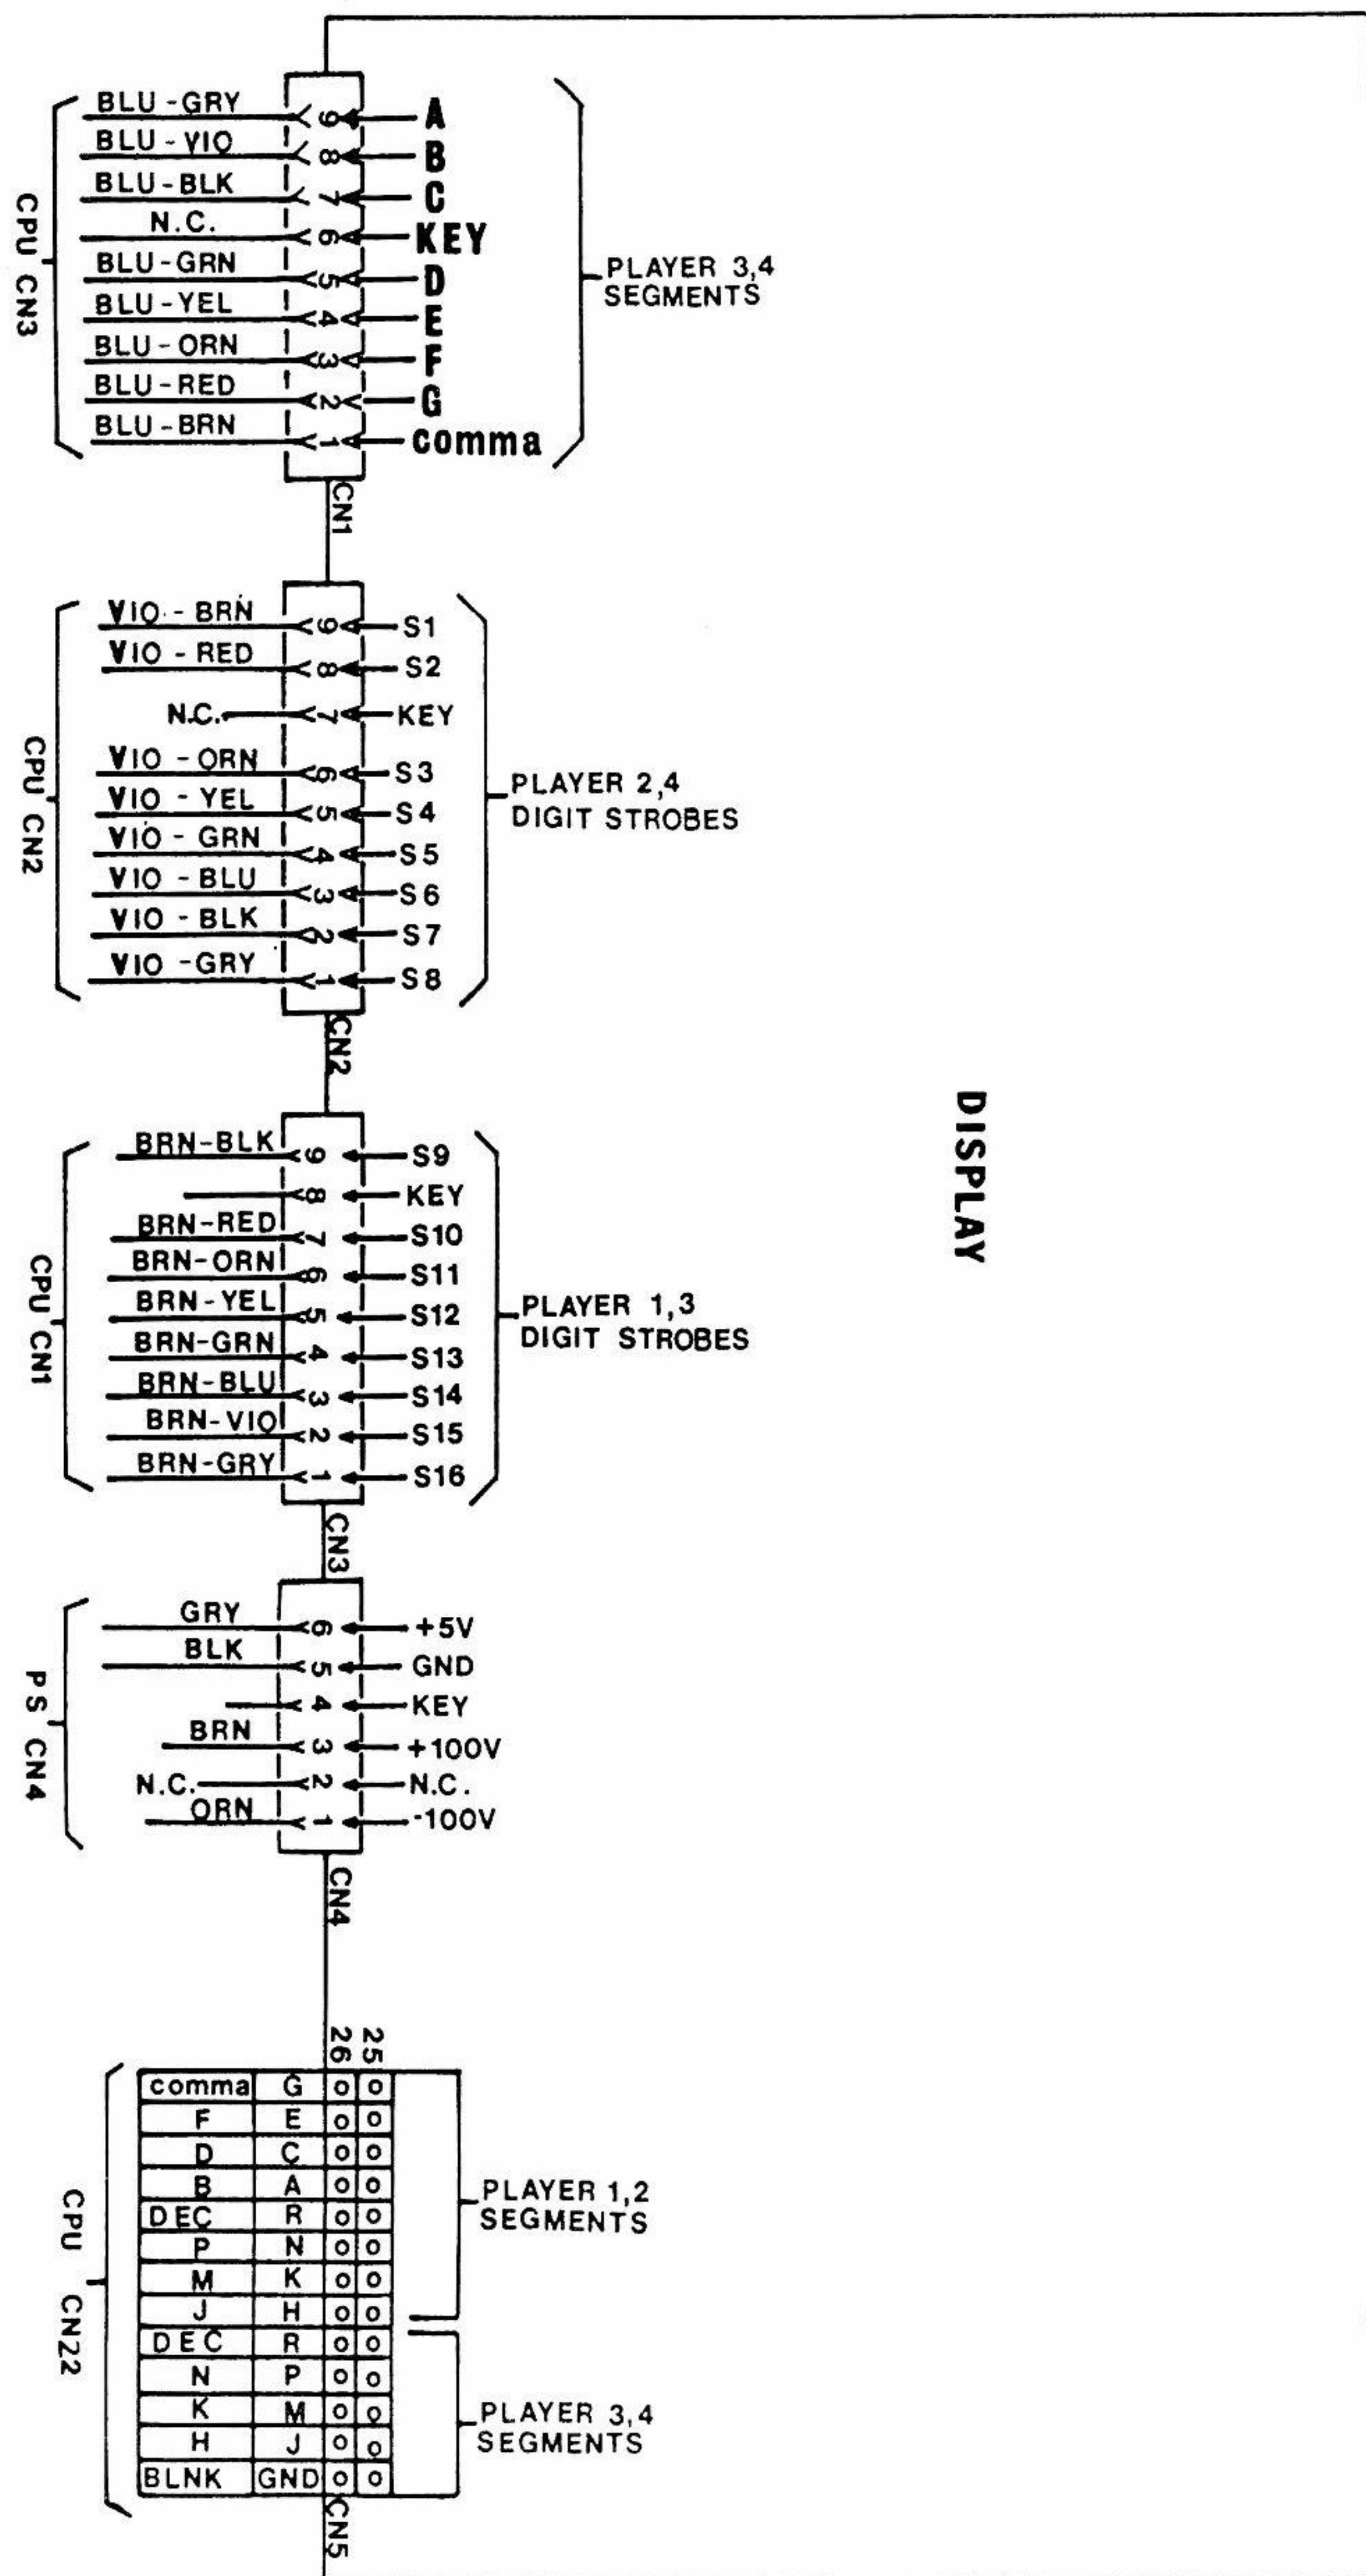 BLU-GRY 9 A
BLU-VIO 8 B
BLU-BLK 7 C
N.C. 6 KEY
BLU-GRN 5 D
BLU-YEL 4 E
BLU-ORN 3 F
BLU-RED 2 G
BLU-BRN 1 comma
CPU CN3
PLAYER 3,4
SEGMENTS
CN1
VIO-BRN 9 S1
VIO-RED 8 S2
N.C. 7 KEY
VIO-ORN 6 S3
VIO-YEL 5 S4
VIO-GRN 4 S5
VIO-BLU 3 S6
VIO-BLK 2 S7
VIO-GRY 1 S8
CPU CN2
PLAYER 2,4
DIGIT STROBES
CN2
DISPLAY
BRN-BLK 9 S9
8 KEY
BRN-RED 7 S10
BRN-ORN 6 S11
BRN-YEL 5 S12
BRN-GRN 4 S13
BRN-BLU 3 S14
BRN-VIO 2 S15
BRN-GRY 1 S16
CPU CN1
PLAYER 1,3
DIGIT STROBES
CN3
GRY 6 +5V
BLK 5 GND
4 KEY
BRN 3 +100V
N.C. 2 N.C.
ORN 1 -100V
PS CN4
CN4
26 25
comma G
F E
D C
B A
DEC R
P N
M K
J H
DEC R
N P
K M
H J
BLNK GND
CPU CN22
PLAYER 1,2
SEGMENTS
PLAYER 3,4
SEGMENTS
CN5